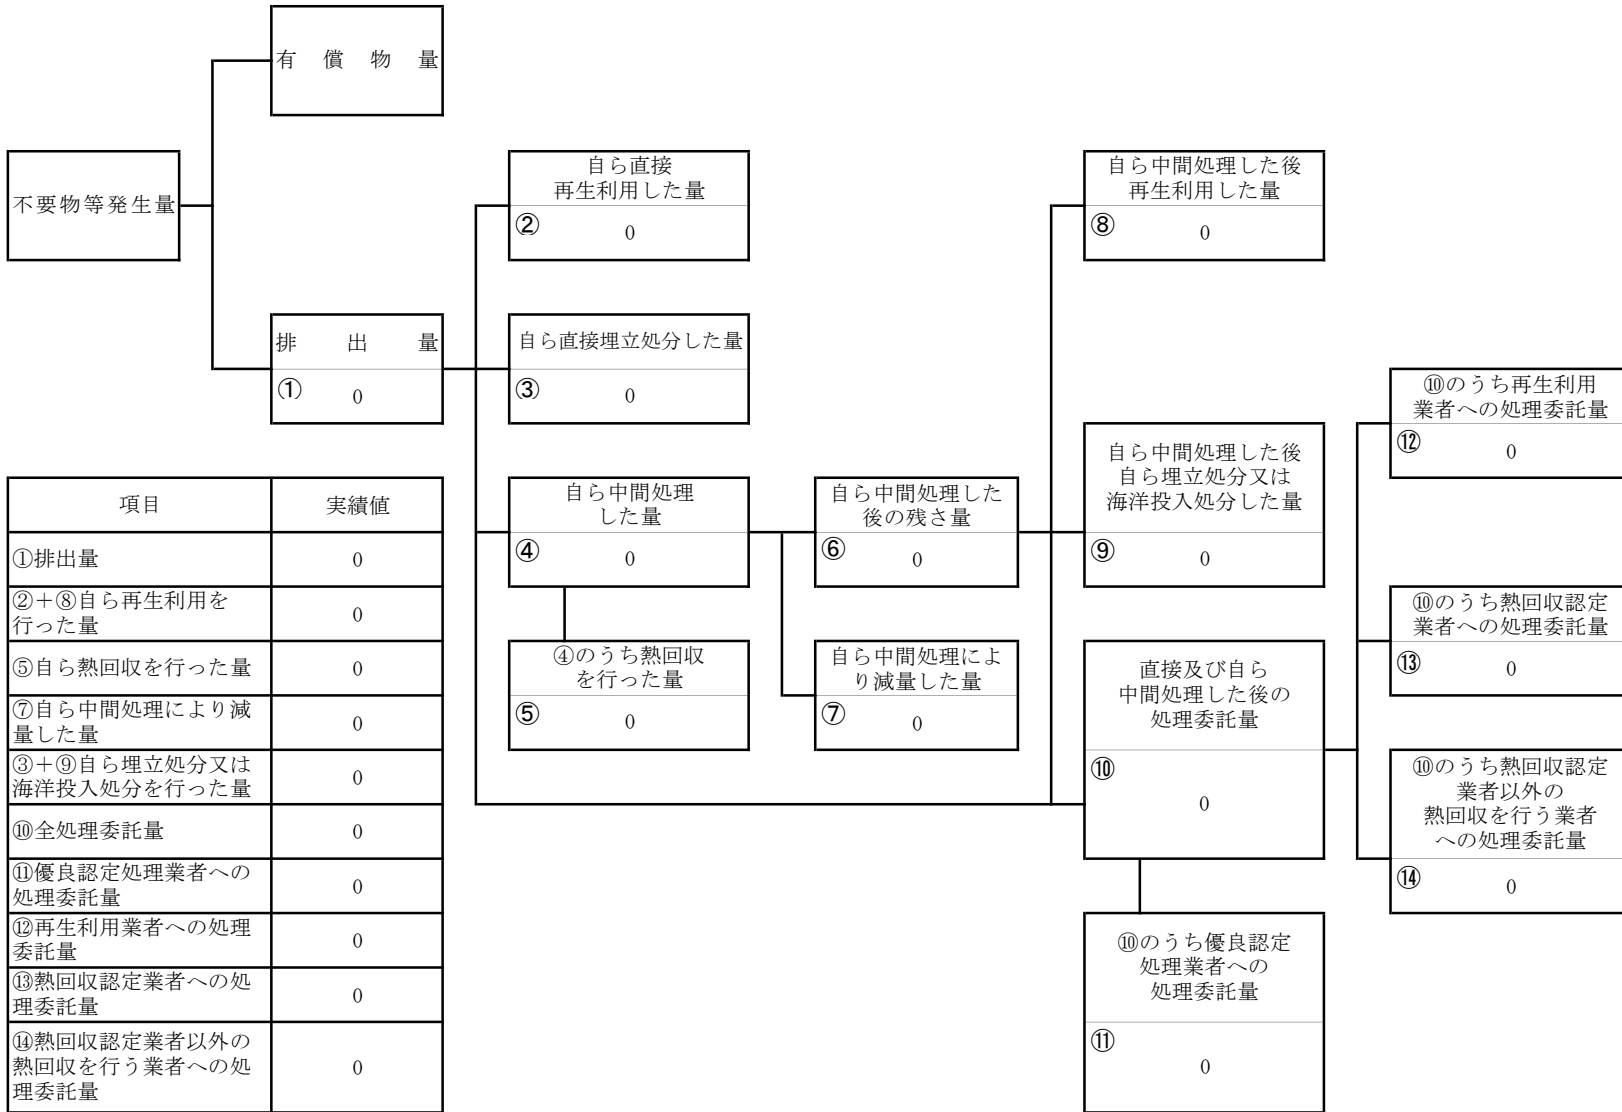 有償物量
不要物等発生量
排出量
① 0
自ら直接
再生利用した量
② 0
自ら直接埋立処分した量
③ 0
自ら中間処理
した量
④ 0
④のうち熱回収
を行った量
⑤ 0
自ら中間処理した
後の残さ量
⑥ 0
自ら中間処理によ
り減量した量
⑦ 0
自ら中間処理した後
再生利用した量
⑧ 0
自ら中間処理した後
自ら埋立処分又は
海洋投入処分した量
⑨ 0
直接及び自ら
中間処理した後の
処理委託量
⑩
0
⑩のうち優良認定
処理業者への
処理委託量
⑪
0
⑩のうち再生利用
業者への処理委託量
⑫ 0
⑩のうち熱回収認定
業者への処理委託量
⑬ 0
⑩のうち熱回収認定
業者以外の
熱回収を行う業者
への処理委託量
⑭ 0
項目 実績値
①排出量 0
②+⑧自ら再生利用を
行った量 0
⑤自ら熱回収を行った量 0
⑦自ら中間処理により減
量した量 0
③+⑨自ら埋立処分又は
海洋投入処分を行った量 0
⑩全処理委託量 0
⑪優良認定処理業者への
処理委託量 0
⑫再生利用業者への処理
委託量 0
⑬熱回収認定業者への処
理委託量 0
⑭熱回収認定業者以外の
熱回収を行う業者への処 0
理委託量